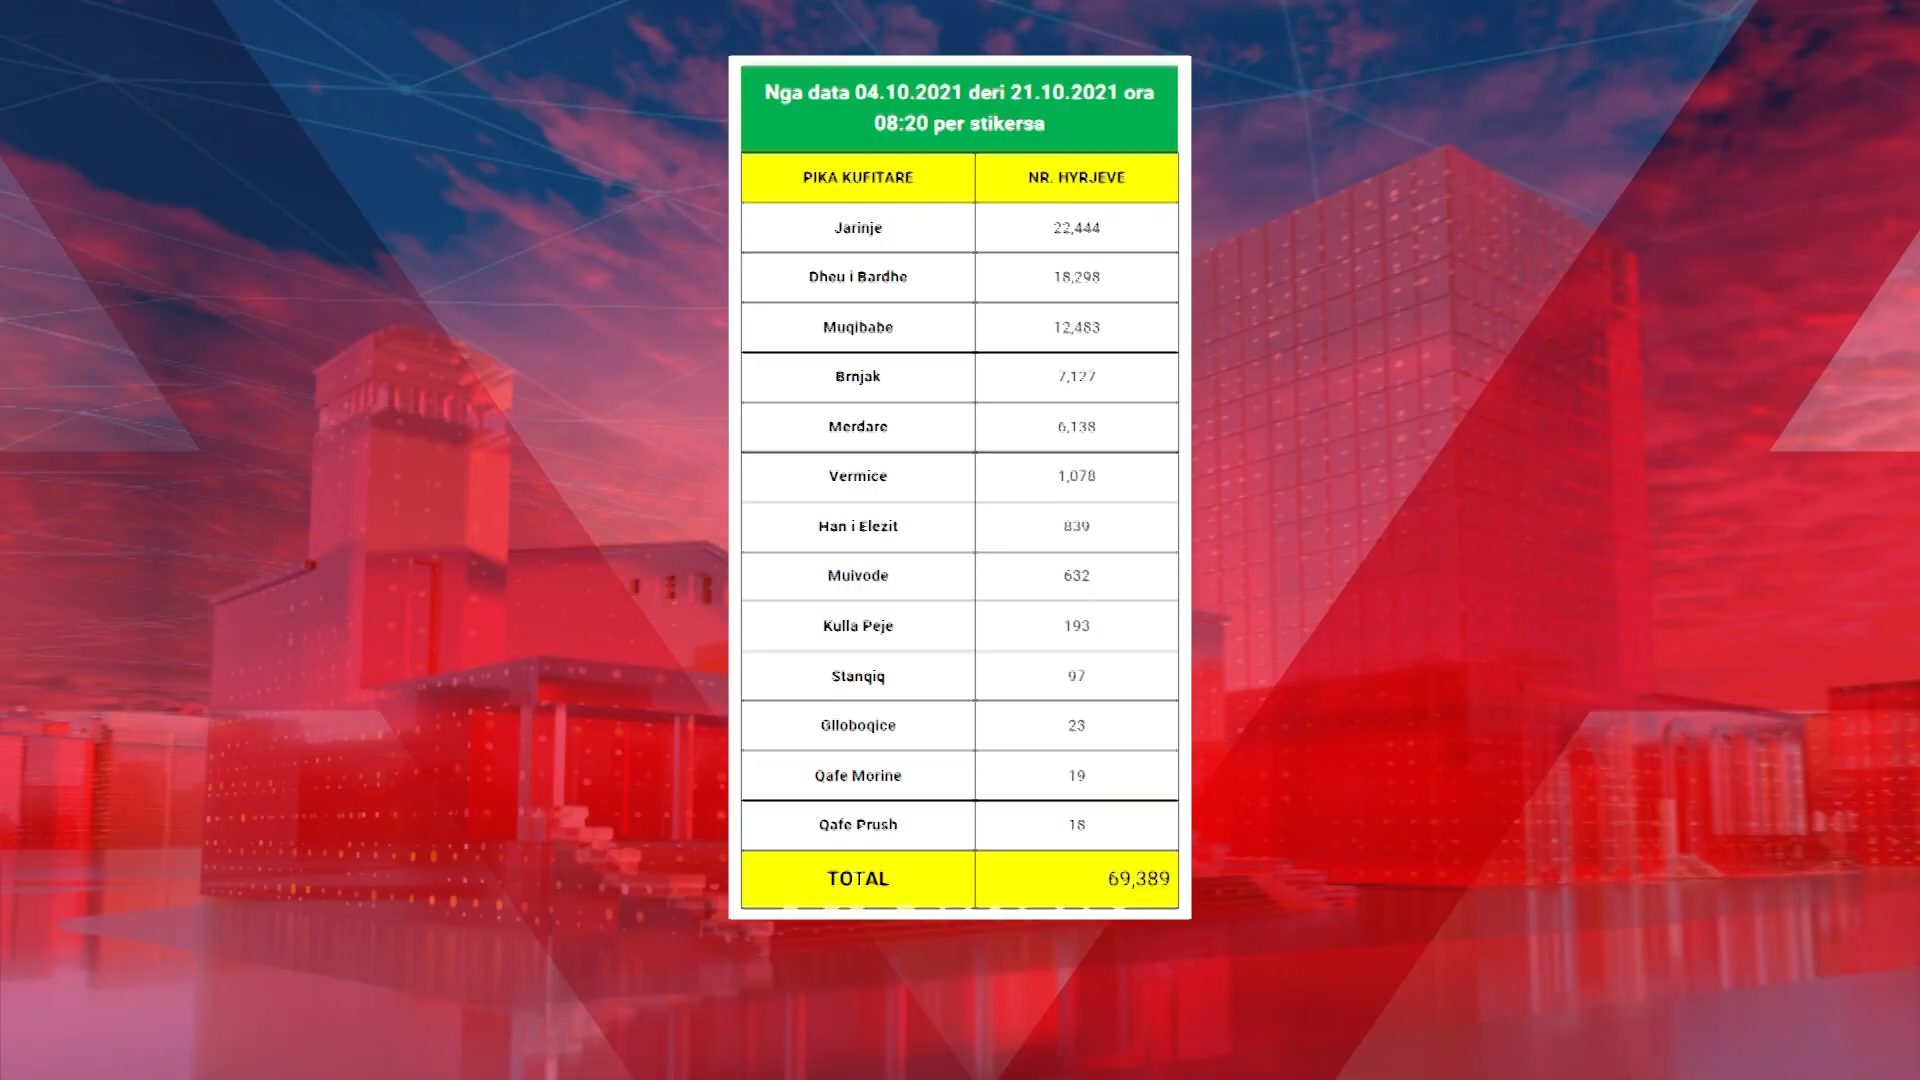 Nga data 04.10.2021 deri 21.10.2021 ora
08:20 per stikersa
PIKA KUFITARE NR. HYRJEVE
Jarinje 22,444
Dheu i Bardhe 18,298
Muqibabe 12,483
Brnjak 7,127
Merdare 6,138
Vermice 1,078
Han i Elezit 839
Muivode 632
Kulla Peje 193
Stanqiq 97
Glloboqice 23
Qafe Morine 19
Qafe Prush 18
TOTAL 69,389